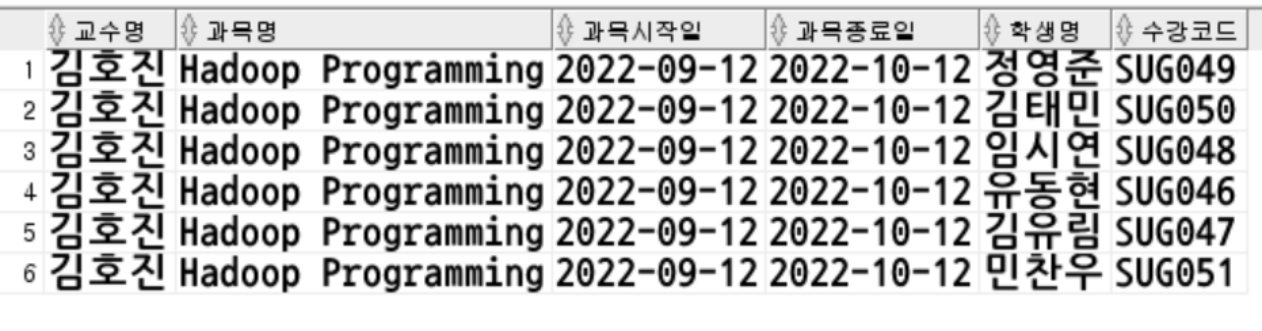 교수명 과목명 과목시작일 과목종료일 학생명 수강코드
1 김호진 Hadoop Programming 2022-09-12 2022-10-12 정영준 SUG049
2 김호진 Hadoop Programming 2022-09-12 2022-10-12 김태민 SUG050
3 김호진 Hadoop Programming 2022-09-12 2022-10-12 임시연 SUG048
4 김호진 Hadoop Programming 2022-09-12 2022-10-12 유동현 SUG046
5 김호진 Hadoop Programming 2022-09-12 2022-10-12 김유림 SUG047
6 김호진 Hadoop Programming 2022-09-12 2022-10-12 민찬우 SUG051